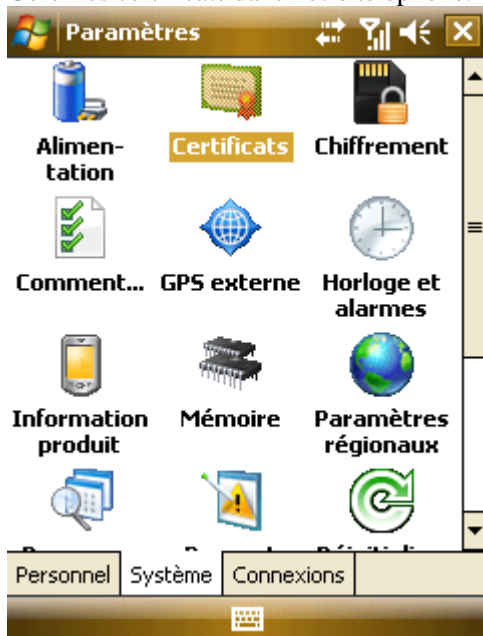 Paramètres
Alimen-
tation
Certificats
Chiffrement
Comment...
GPS externe
Horloge et
alarmes
Information
produit
Mémoire
Paramètres
régionaux
Personnel
Système
Connexions